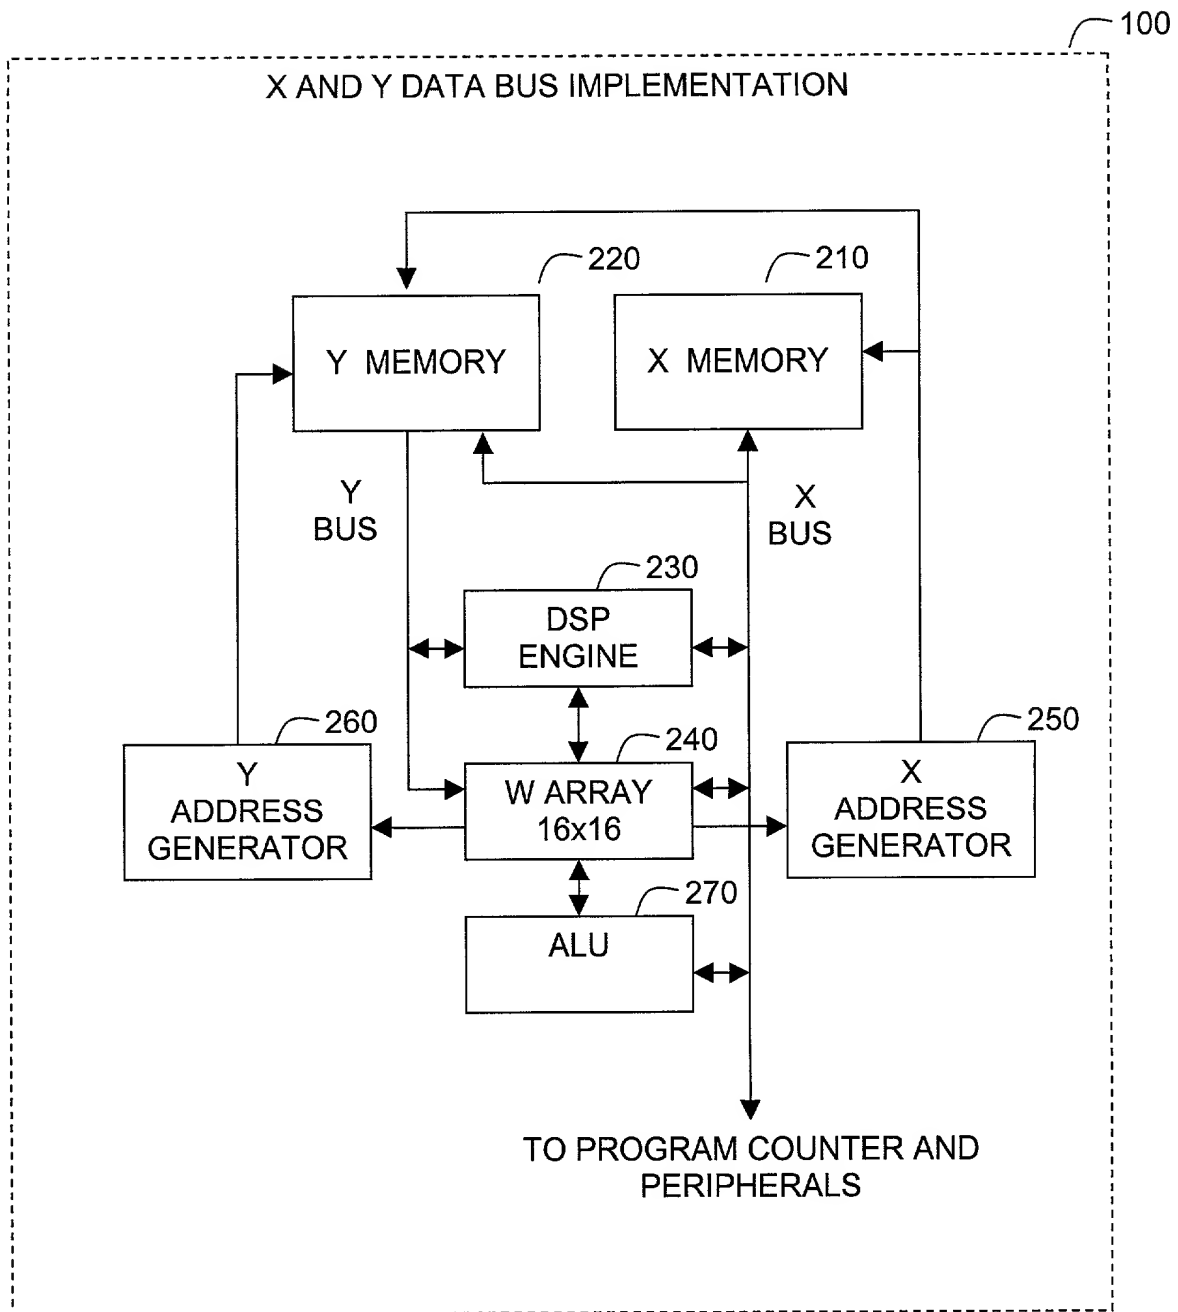 100
X AND Y DATA BUS IMPLEMENTATION
220
210
Y MEMORY
X MEMORY
Y
BUS
X
BUS
230
DSP
ENGINE
260
240
250
Y
ADDRESS
GENERATOR
W ARRAY
16x16
X
ADDRESS
GENERATOR
270
ALU
TO PROGRAM COUNTER AND
PERIPHERALS